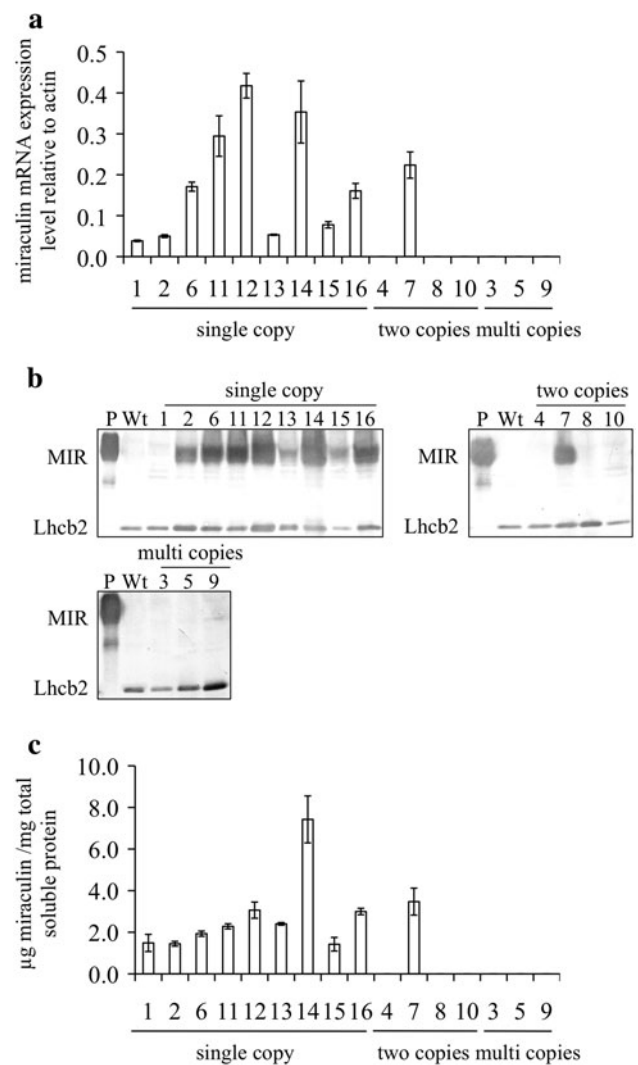 a
miraculin mRNA expression
level relative to actin
0.5
0.4
0.3
0.2
0.1
0.0
1 2 6 11 12 13 14 15 16 4 7 8 10 3 5 9
single copy two copies multi copies
b
single copy
P Wt 1 2 6 11 12 13 14 15 16
MIR
Lhcb2
two copies
P Wt 4 7 8 10
MIR
Lhcb2
multi copies
P Wt 3 5 9
MIR
Lhcb2
c
µg miraculin /mg total
soluble protein
10.0
8.0
6.0
4.0
2.0
0.0
1 2 6 11 12 13 14 15 16 4 7 8 10 3 5 9
single copy two copies multi copies